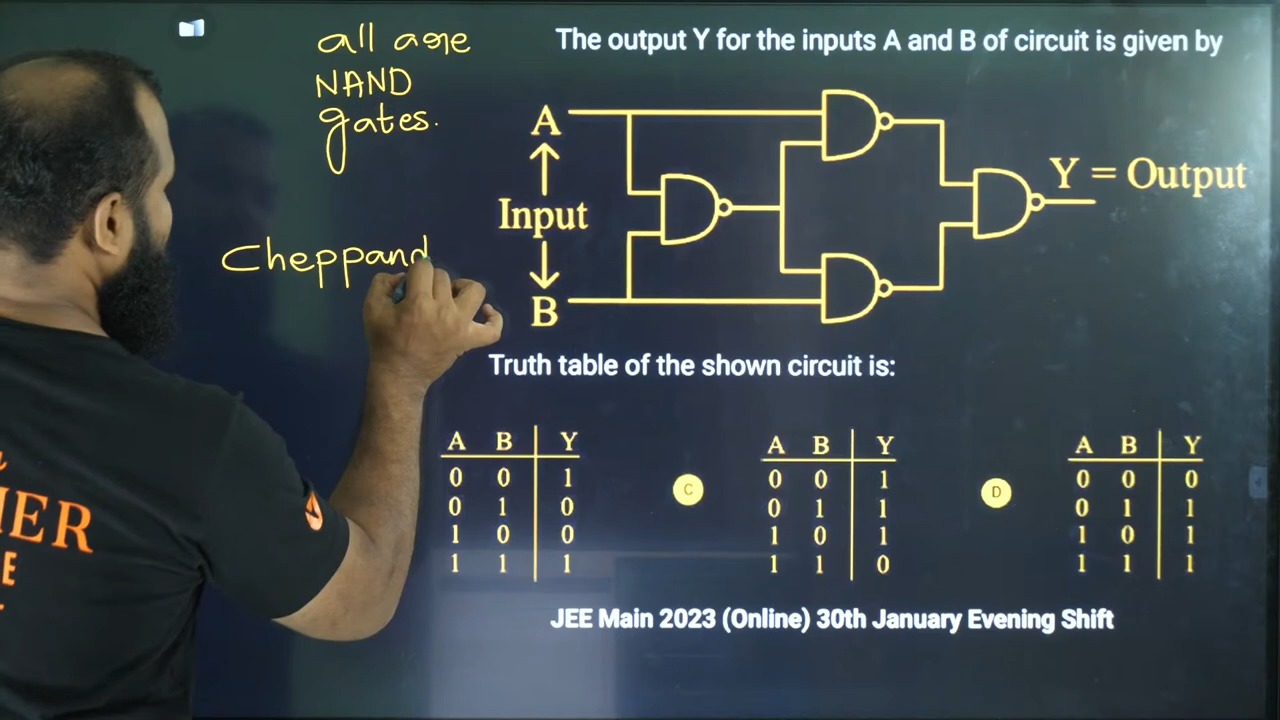 all are
NAND
gates.
Cheppand
The output Y for the inputs A and B of circuit is given by
A
Input
B
Y = Output
Truth table of the shown circuit is:
A B Y
0 0 1
0 1 0
1 0 0
1 1 1
C
A B Y
0 0 1
0 1 1
1 0 1
1 1 0
D
A B Y
0 0 0
0 1 1
1 0 1
1 1 1
JEE Main 2023 (Online) 30th January Evening Shift